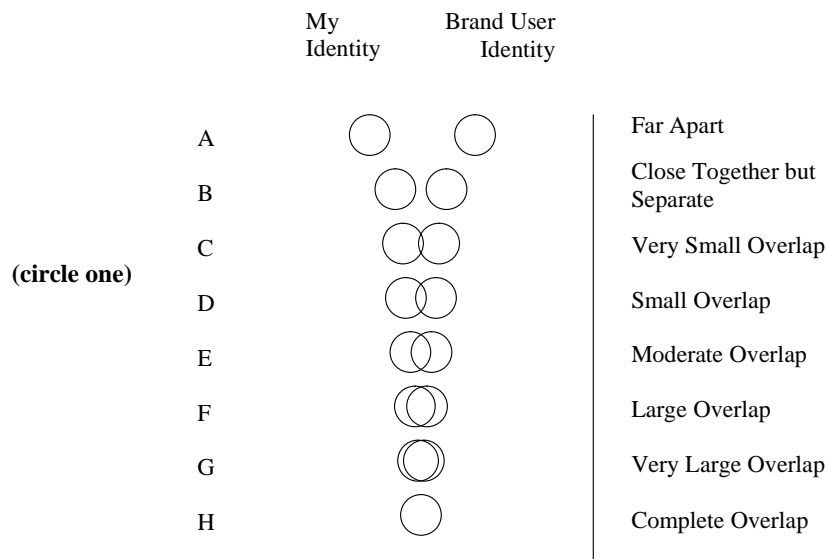 My
Identity
Brand User
Identity
A
Far Apart
B
Close Together but
Separate
C
Very Small Overlap
(circle one)
D
Small Overlap
E
Moderate Overlap
F
Large Overlap
G
Very Large Overlap
H
Complete Overlap